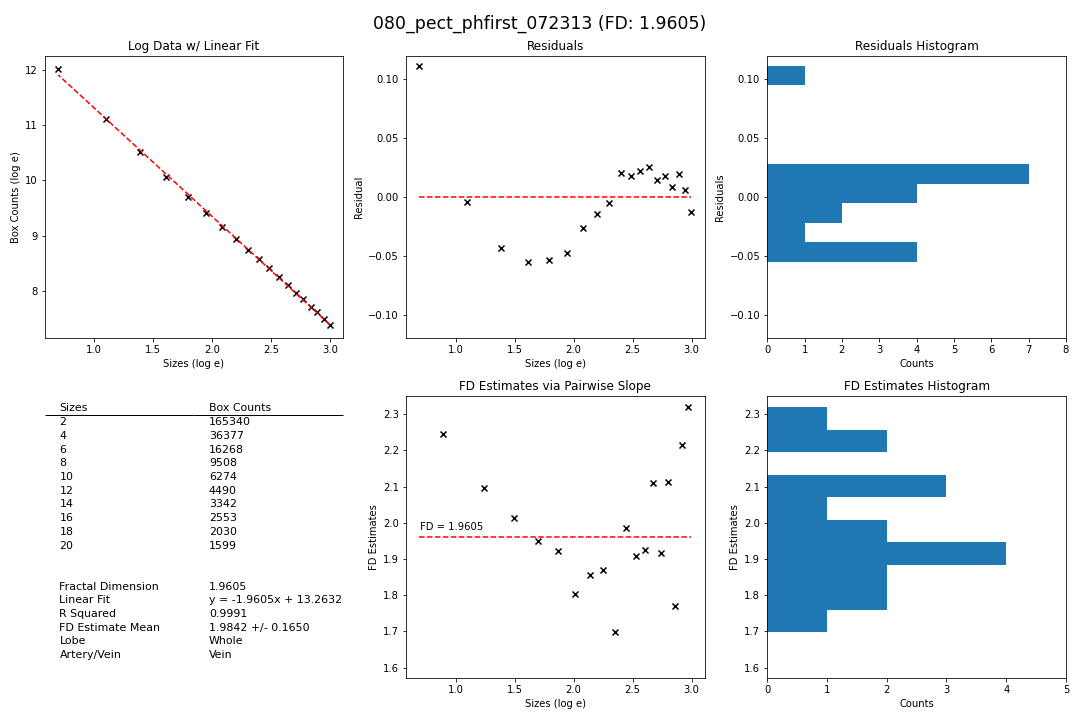 080_pect_phfirst_072313 (FD: 1.9605)
Log Data w/ Linear Fit
12
11
10
9
8
Box Counts (log e)
1.0 1.5 2.0 2.5 3.0
Sizes (log e)
Residuals
0.10
0.05
0.00
−0.05
−0.10
Residual
1.0 1.5 2.0 2.5 3.0
Sizes (log e)
Residuals Histogram
0.10
0.05
0.00
−0.05
−0.10
Residuals
0 1 2 3 4 5 6 7 8
Counts
Sizes Box Counts
2 165340
4 36377
6 16268
8 9508
10 6274
12 4490
14 3342
16 2553
18 2030
20 1599
Fractal Dimension 1.9605
Linear Fit y = -1.9605x + 13.2632
R Squared 0.9991
FD Estimate Mean 1.9842 +/- 0.1650
Lobe Whole
Artery/Vein Vein
FD Estimates via Pairwise Slope
2.3
2.2
2.1
2.0
1.9
1.8
1.7
1.6
FD Estimates
FD = 1.9605
1.0 1.5 2.0 2.5 3.0
Sizes (log e)
FD Estimates Histogram
2.3
2.2
2.1
2.0
1.9
1.8
1.7
1.6
FD Estimates
0 1 2 3 4 5
Counts